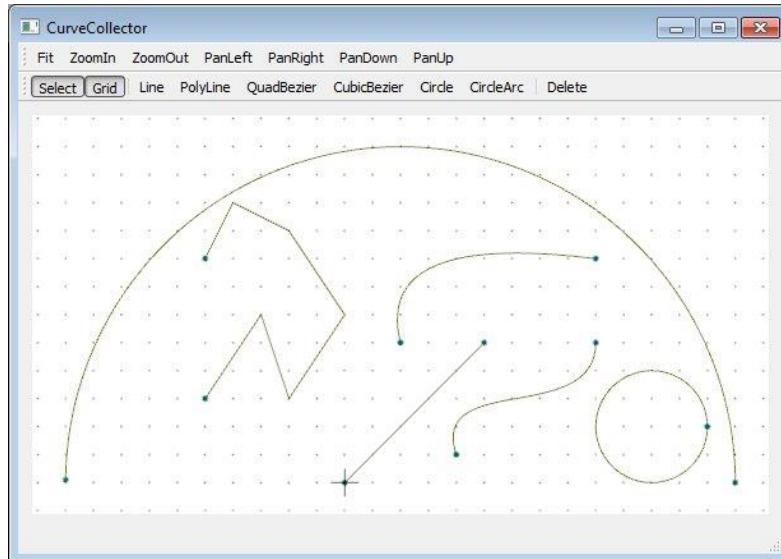 CurveCollector
Fit ZoomIn ZoomOut PanLeft PanRight PanDown PanUp
Select Grid Line PolyLine QuadBezier CubicBezier Circle CircleArc Delete